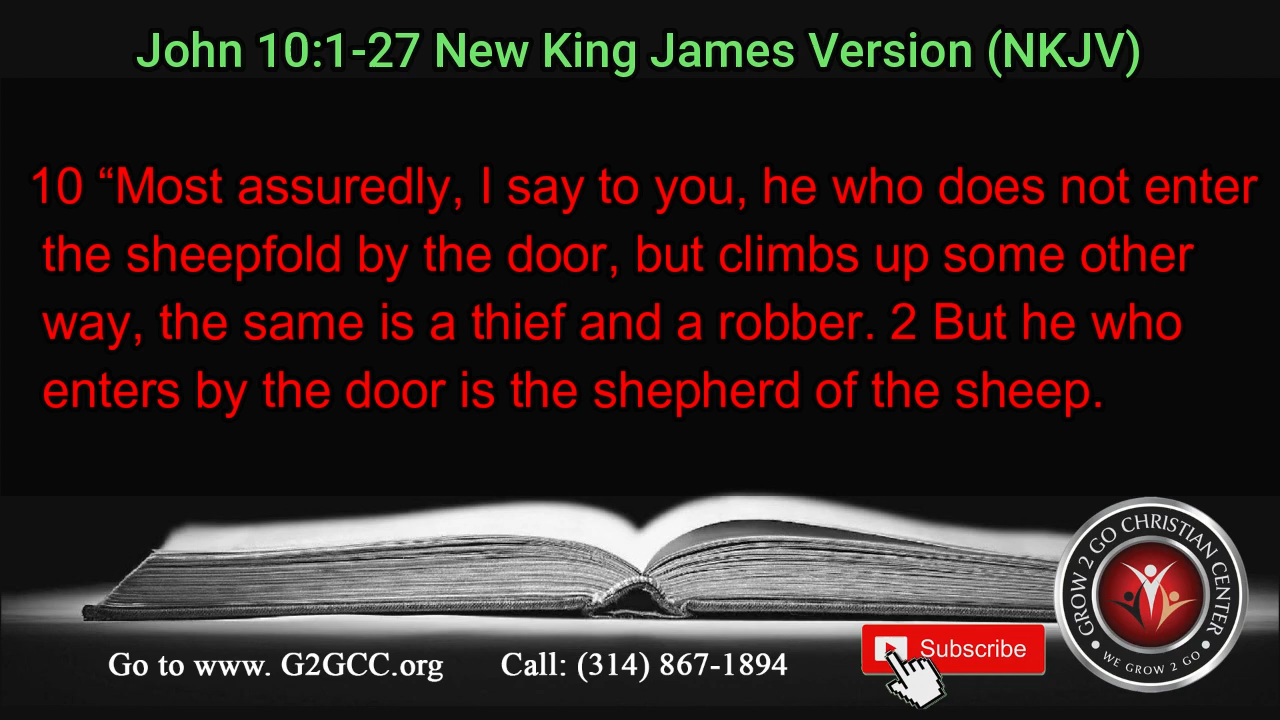 John 10:1-27 New King James Version (NKJV)
10 “Most assuredly, I say to you, he who does not enter
the sheepfold by the door, but climbs up some other
way, the same is a thief and a robber. 2 But he who
enters by the door is the shepherd of the sheep.
GROW 2 GO CHRISTIAN CENTER
• WE GROW 2 GO •
Go to www. G2GCC.org Call: (314) 867-1894
Subscribe